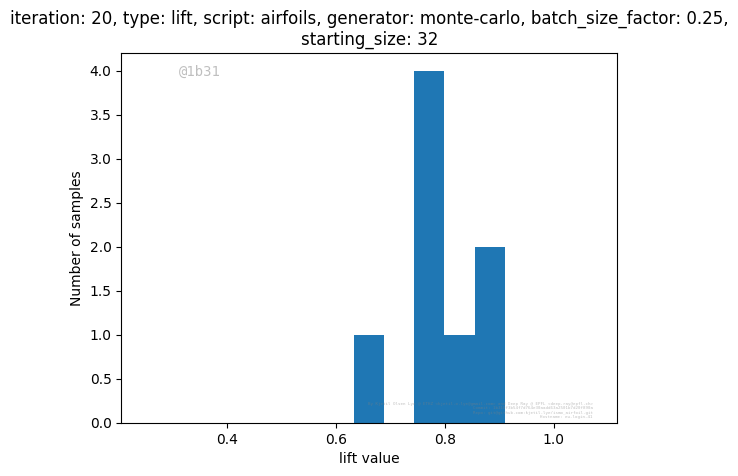 iteration: 20, type: lift, script: airfoils, generator: monte-carlo, batch_size_factor: 0.25,
starting_size: 32
@1b31
4.0
3.5
3.0
2.5
2.0
1.5
1.0
0.5
0.0
Number of samples
0.4 0.6 0.8 1.0
lift value